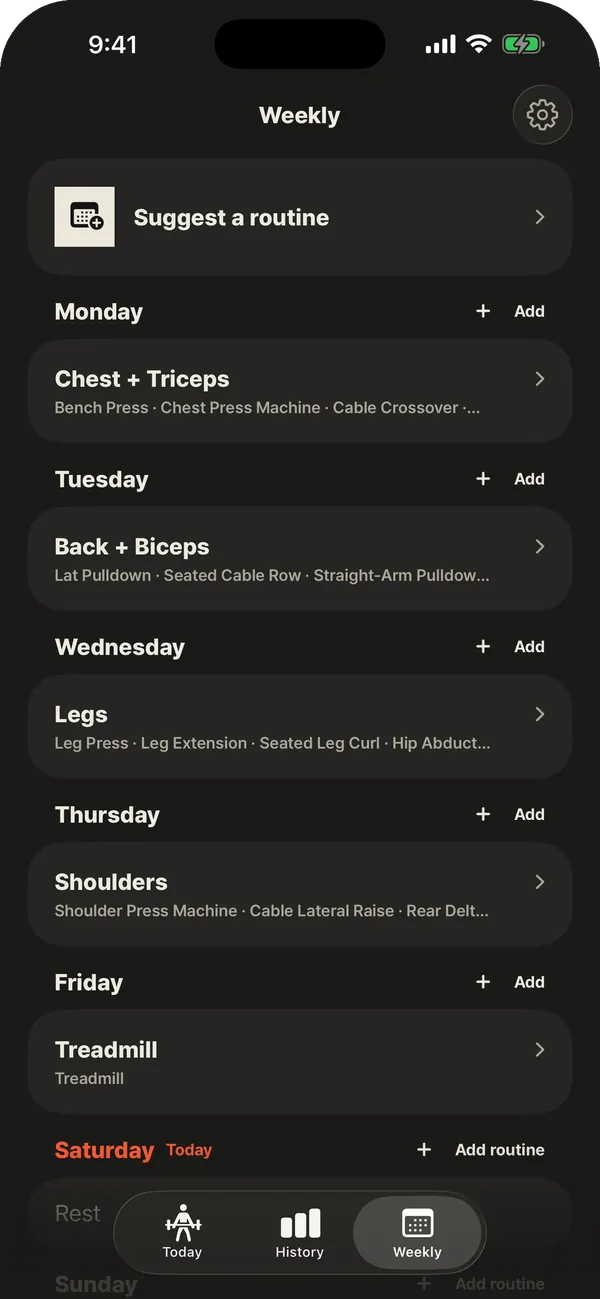 9:41
Weekly
Suggest a routine
Monday
+ Add
Chest + Triceps
Bench Press · Chest Press Machine · Cable Crossover ·...
Tuesday
+ Add
Back + Biceps
Lat Pulldown · Seated Cable Row · Straight-Arm Pulldow...
Wednesday
+ Add
Legs
Leg Press · Leg Extension · Seated Leg Curl · Hip Abduct...
Thursday
+ Add
Shoulders
Shoulder Press Machine · Cable Lateral Raise · Rear Delt...
Friday
+ Add
Treadmill
Treadmill
Saturday Today
+ Add routine
Rest
Today
History
Weekly
Sunday
+ Add routine